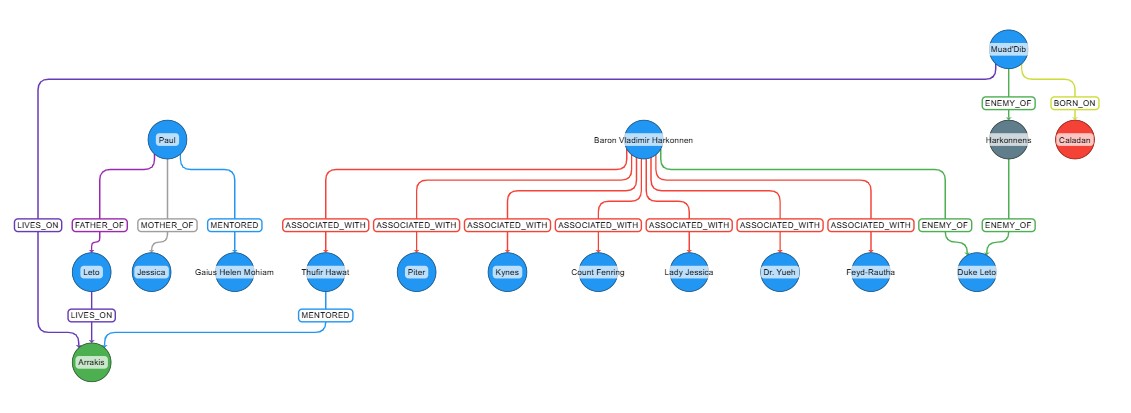 Muad'Dib
ENEMY_OF
BORN_ON
Paul
Baron Vladimir Harkonnen
Harkonnens
Caladan
LIVES_ON
FATHER_OF
MOTHER_OF
MENTORED
ASSOCIATED_WITH
ASSOCIATED_WITH
ASSOCIATED_WITH
ASSOCIATED_WITH
ASSOCIATED_WITH
ASSOCIATED_WITH
ASSOCIATED_WITH
ENEMY_OF
ENEMY_OF
Leto
Jessica
Gaius Helen Mohiam
Thufir Hawat
Piter
Kynes
Count Fenring
Lady Jessica
Dr. Yueh
Feyd-Rautha
Duke Leto
LIVES_ON
MENTORED
Arrakis